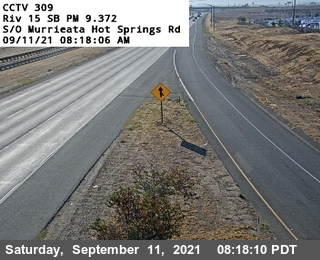 CCTV 309
Riv 15 SB PM 9.372
S/O Murrieata Hot Springs Rd
09/11/21 08:18:06 AM
Saturday, September 11, 2021 08:18:10 PDT